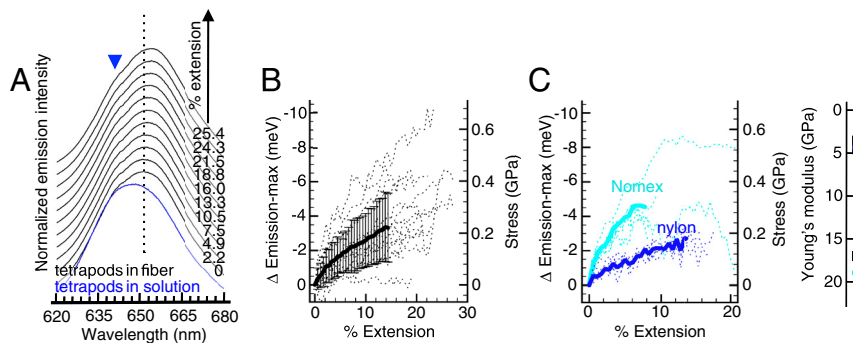 A
Normalized emission intensity
% extension
25.4
24.3
21.5
18.8
16.0
13.3
10.5
7.5
4.9
2.2
0
tetrapods in fiber
tetrapods in solution
620 635 650 665 680
Wavelength (nm)
B
Δ Emission-max (meV)
-10
-8
-6
-4
-2
0
0 10 20 30
% Extension
0.6
0.4
0.2
0
Stress (GPa)
C
Δ Emission-max (meV)
-10
-8
-6
-4
-2
0
Nomex
nylon
0 10 20
% Extension
0.6
0.4
0.2
0
Stress (GPa)
Young's modulus (GPa)
0
5
10
15
20